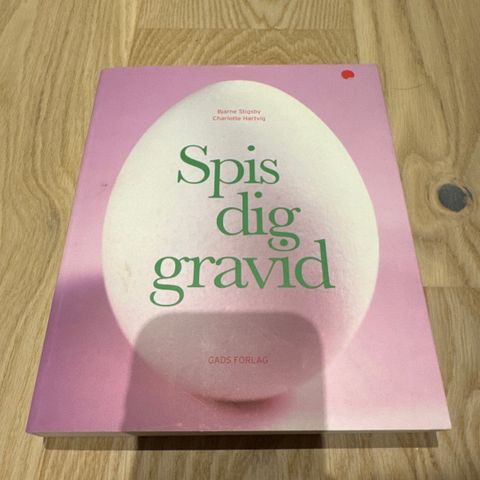 Bjarne Stigsby
Charlotte Hartvig
Spis
dig
gravid
GADS FORLAG